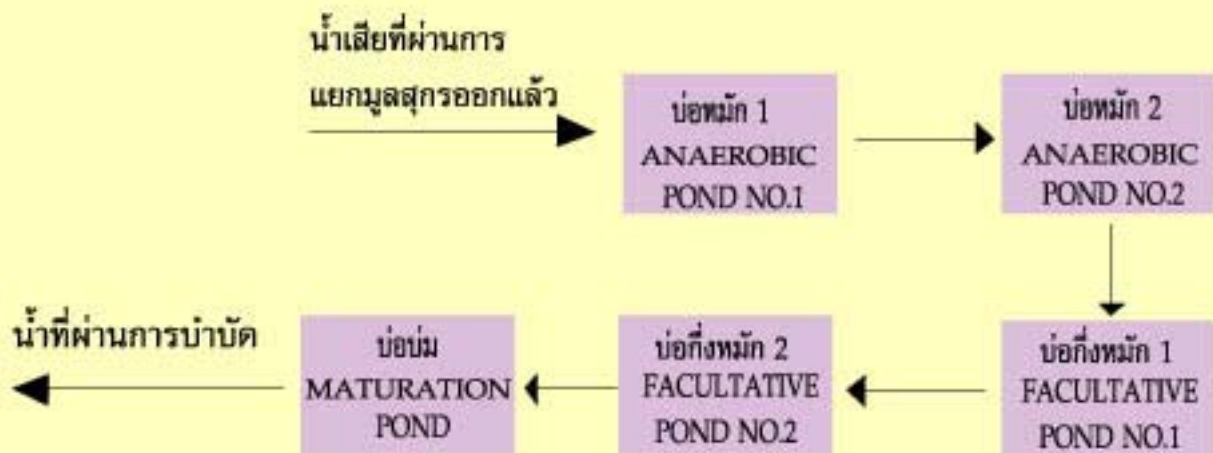 น้ำเสียที่ผ่านการ
แยกมูลสุกรออกแล้ว
บ่อหมัก 1
ANAEROBIC
POND NO.1
บ่อหมัก 2
ANAEROBIC
POND NO.2
บ่อกึ่งหมัก 1
FACULTATIVE
POND NO.1
บ่อกึ่งหมัก 2
FACULTATIVE
POND NO.2
บ่อบ่ม
MATURATION
POND
น้ำที่ผ่านการบำบัด